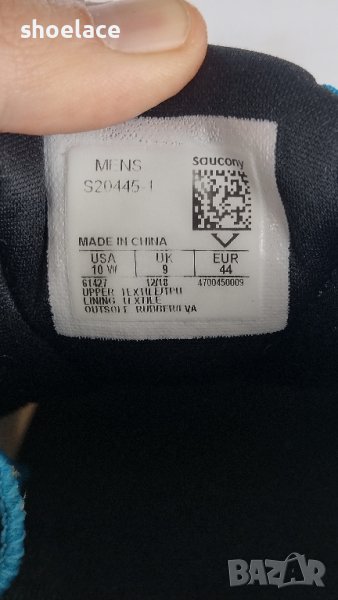 shoelace
MENS saucony
S20445-1
MADE IN CHINA
USA UK EUR
10 W 9 44
61427 12/18 4700450009
UPPER TEXTILE/TPU
LINING TEXTILE
OUTSOLE RUBBER/EVA
BAZAR